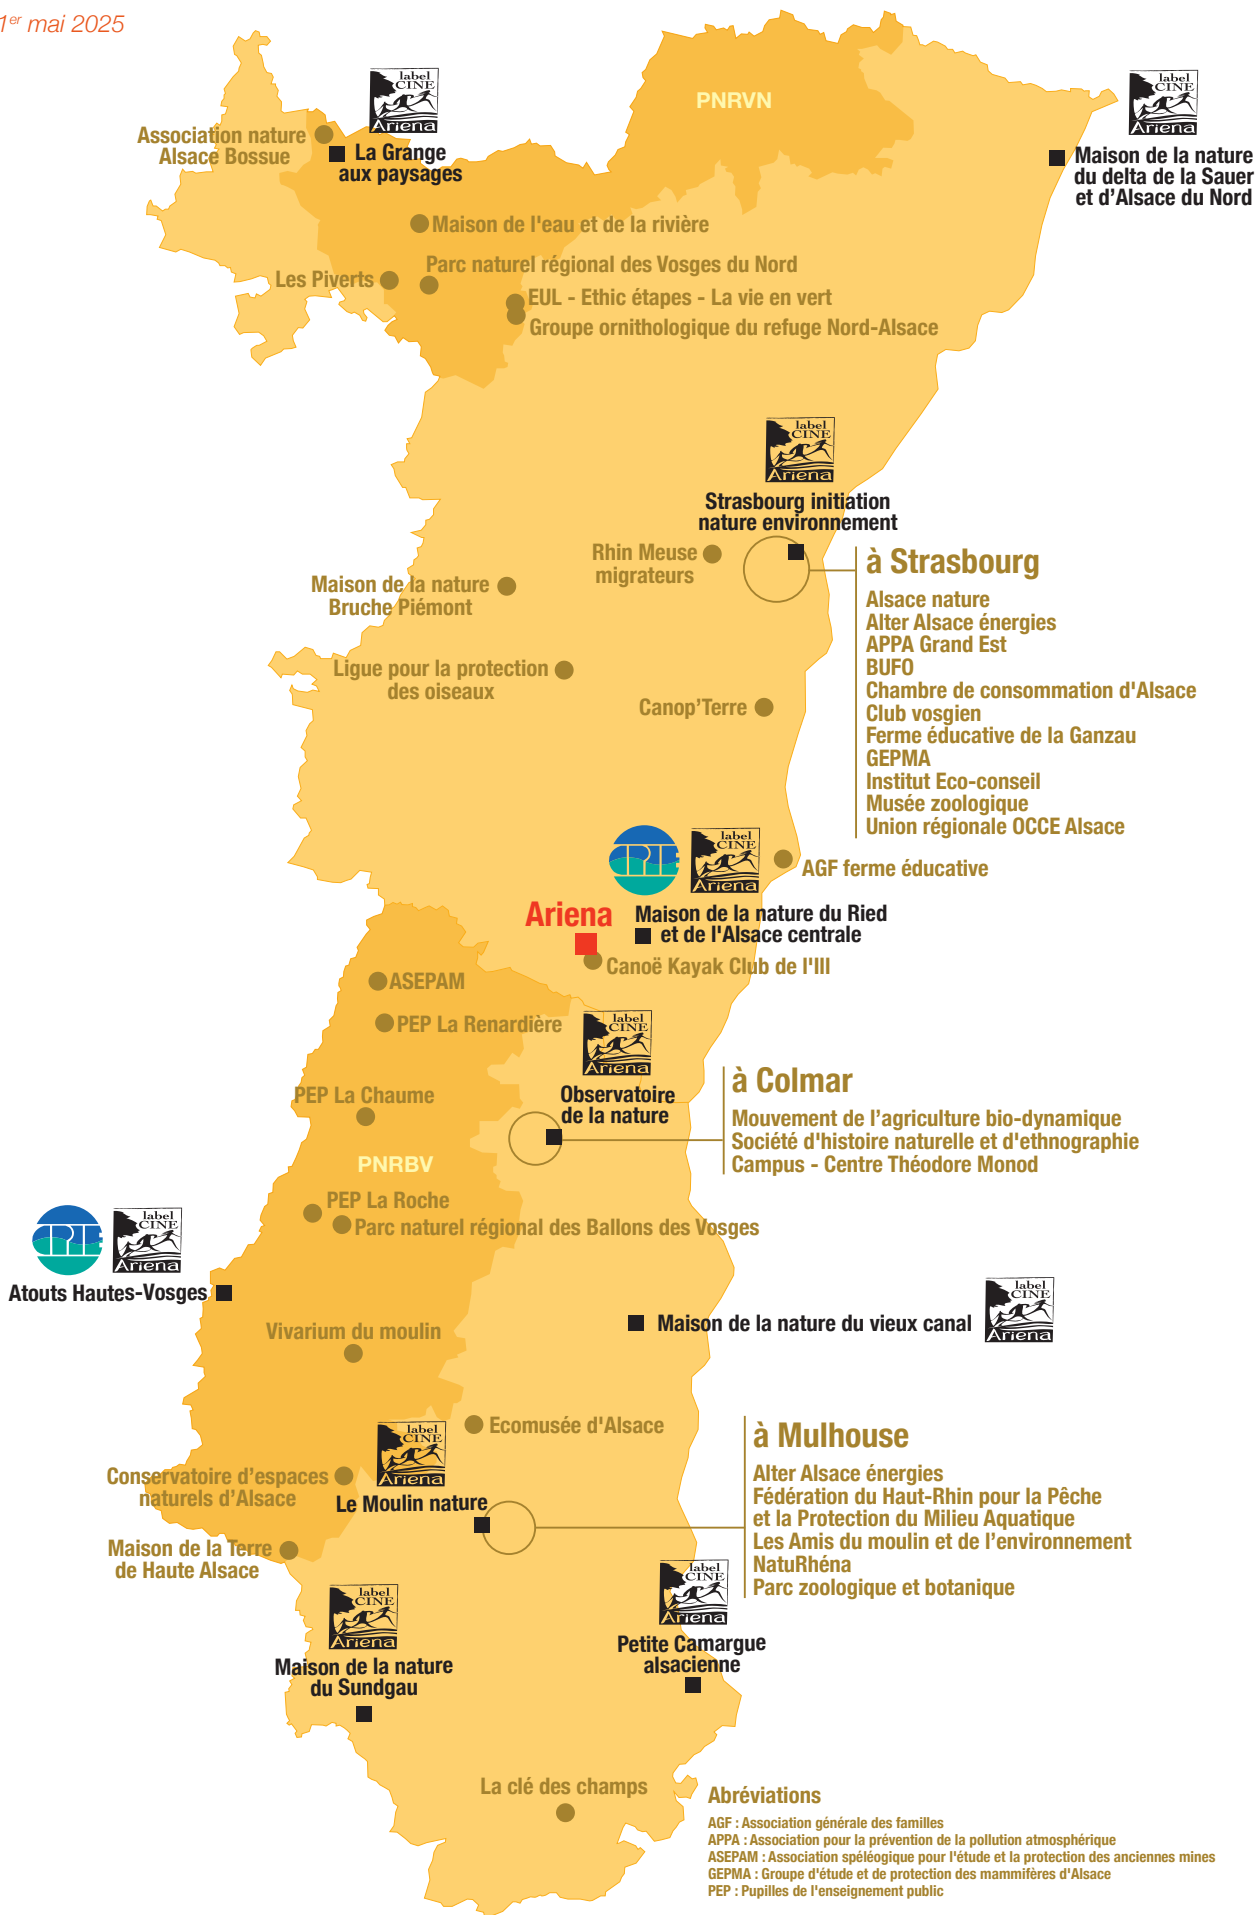 1er mai 2025
label
CINE
Ariena
PNRVN
label
CINE
Ariena
Association nature
Alsace Bossue
La Grange
aux paysages
Maison de la nature
du delta de la Sauer
et d’Alsace du Nord
Maison de l'eau et de la rivière
Parc naturel régional des Vosges du Nord
Les Piverts
EUL - Ethic étapes - La vie en vert
Groupe ornithologique du refuge Nord-Alsace
label
CINE
Ariena
Strasbourg initiation
nature environnement
Rhin Meuse
migrateurs
à Strasbourg
Alsace nature
Alter Alsace énergies
APPA Grand Est
BUFO
Chambre de consommation d'Alsace
Club vosgien
Ferme éducative de la Ganzau
GEPMA
Institut Eco-conseil
Musée zoologique
Union régionale OCCE Alsace
Maison de la nature
Bruche Piémont
Ligue pour la protection
des oiseaux
Canop’Terre
CPIE
label
CINE
Ariena
AGF ferme éducative
Ariena
Maison de la nature du Ried
et de l'Alsace centrale
Canoë Kayak Club de l'Ill
ASEPAM
PEP La Renardière
label
CINE
Ariena
Observatoire
de la nature
à Colmar
Mouvement de l’agriculture bio-dynamique
Société d'histoire naturelle et d'ethnographie
Campus - Centre Théodore Monod
PEP La Chaume
PNRBV
PEP La Roche
Parc naturel régional des Ballons des Vosges
CPIE
label
CINE
Ariena
Atouts Hautes-Vosges
Maison de la nature du vieux canal
label
CINE
Ariena
Vivarium du moulin
Ecomusée d'Alsace
label
CINE
Ariena
Le Moulin nature
Conservatoire d’espaces
naturels d’Alsace
à Mulhouse
Alter Alsace énergies
Fédération du Haut-Rhin pour la Pêche
et la Protection du Milieu Aquatique
Les Amis du moulin et de l’environnement
NatuRhéna
Parc zoologique et botanique
Maison de la Terre
de Haute Alsace
label
CINE
Ariena
Maison de la nature
du Sundgau
label
CINE
Ariena
Petite Camargue
alsacienne
La clé des champs
Abréviations
AGF : Association générale des familles
APPA : Association pour la prévention de la pollution atmosphérique
ASEPAM : Association spéléogique pour l'étude et la protection des anciennes mines
GEPMA : Groupe d'étude et de protection des mammifères d'Alsace
PEP : Pupilles de l'enseignement public